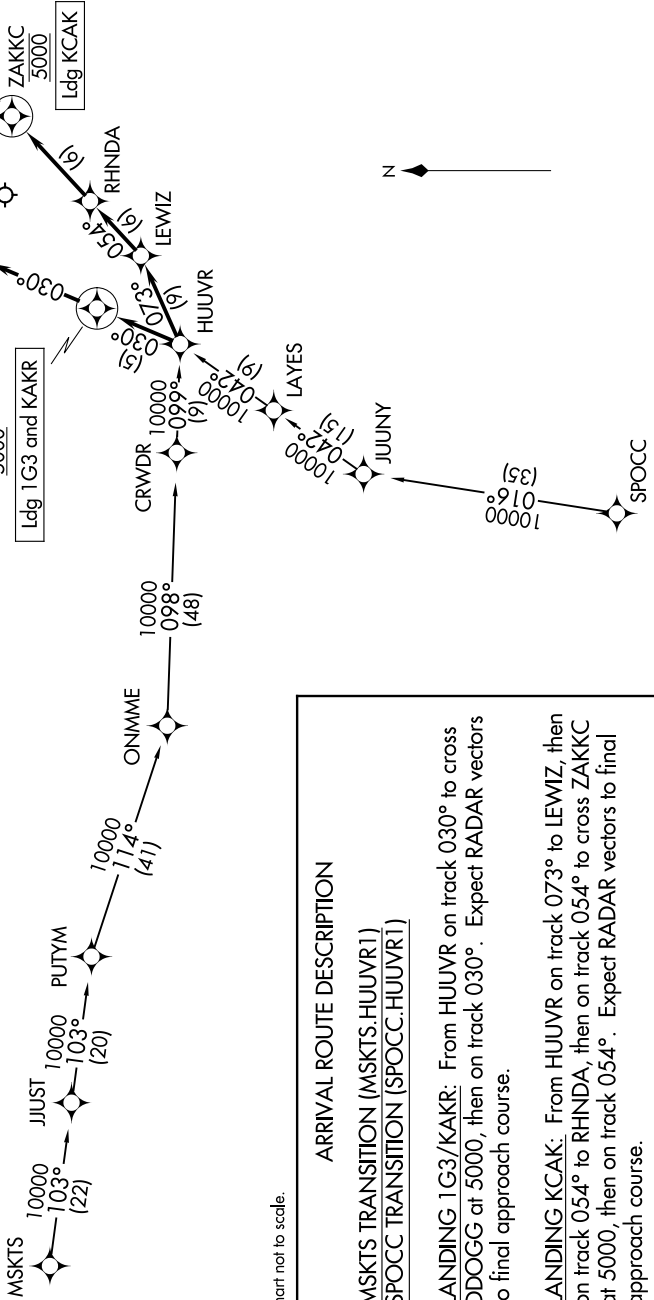 ZAKKC
5000
Ldg KCAK
(6)
RHNDA
(6)
054°
LEWIZ
073°
(9)
HUUVR
030°
030°
(5)
Ldg 1G3 and KAKR
10000
099°
(9)
CRWDR
10000
042°
(9)
LAYES
10000
042°
(15)
JUUNY
10000
016°
(35)
SPOCC
N
10000
098°
(48)
ONMME
10000
114°
(41)
PUTYM
10000
103°
(20)
JJUST
10000
103°
(22)
MSKTS
not to scale.
ARRIVAL ROUTE DESCRIPTION
MSKTS TRANSITION (MSKTS.HUUVR1)
SPOCC TRANSITION (SPOCC.HUUVR1)
ANDING 1G3/KAKR: From HUUVR on track 030° to cross
DOGG at 5000, then on track 030°. Expect RADAR vectors
o final approach course.
ANDING KCAK: From HUUVR on track 073° to LEWIZ, then
on track 054° to RHNDA, then on track 054° to cross ZAKKC
at 5000, then on track 054°. Expect RADAR vectors to final
approach course.